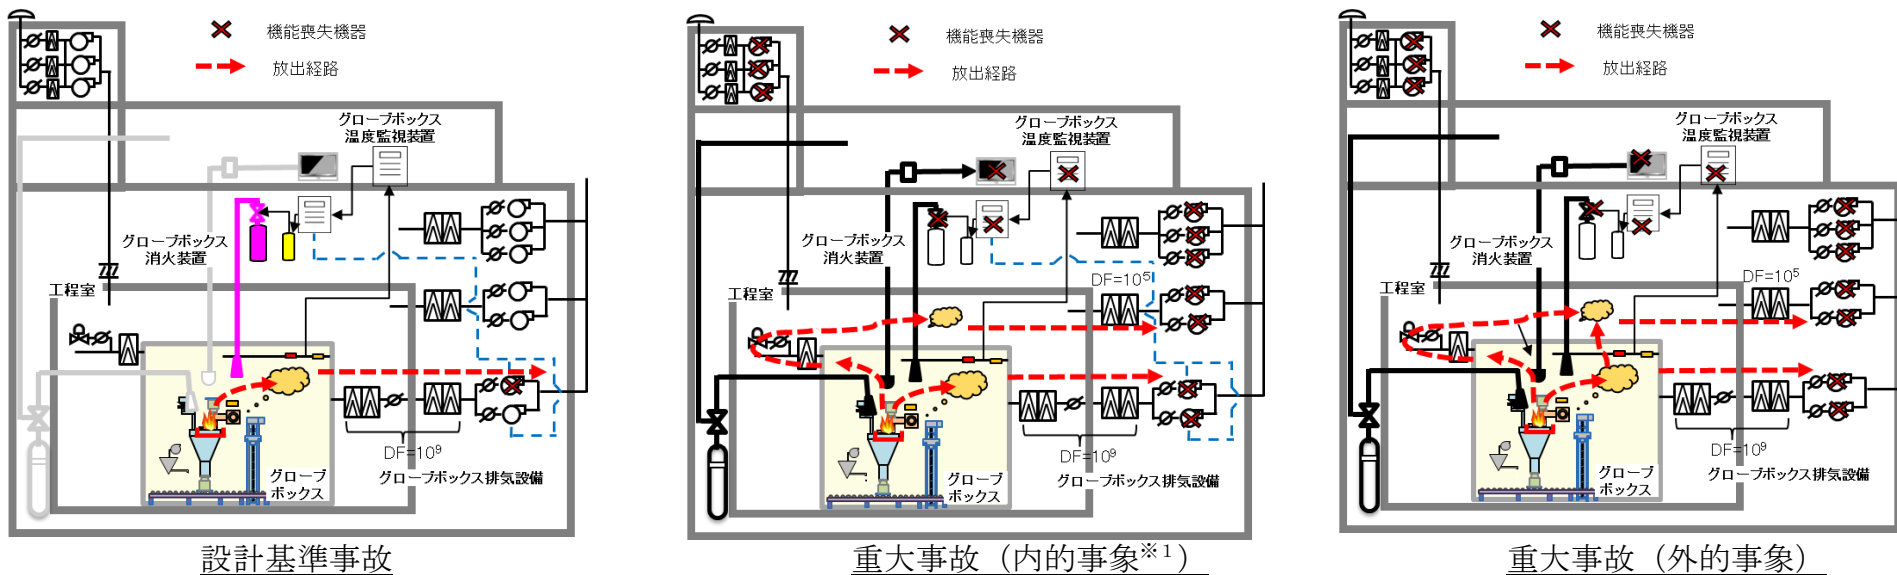 機能喪失機器
放出経路
グローブボックス
温度監視装置
グローブボックス
消火装置
工程室
DF=10⁹
グローブ
ボックス
グローブボックス排気設備
設計基準事故
機能喪失機器
放出経路
グローブボックス
温度監視装置
グローブボックス
消火装置
DF=10⁵
工程室
DF=10⁹
グローブ
ボックス
グローブボックス排気設備
重大事故（内的事象※１）
機能喪失機器
放出経路
グローブボックス
温度監視装置
グローブボックス
消火装置
DF=10⁵
工程室
DF=10⁹
グローブ
ボックス
グローブボックス排気設備
重大事故（外的事象）